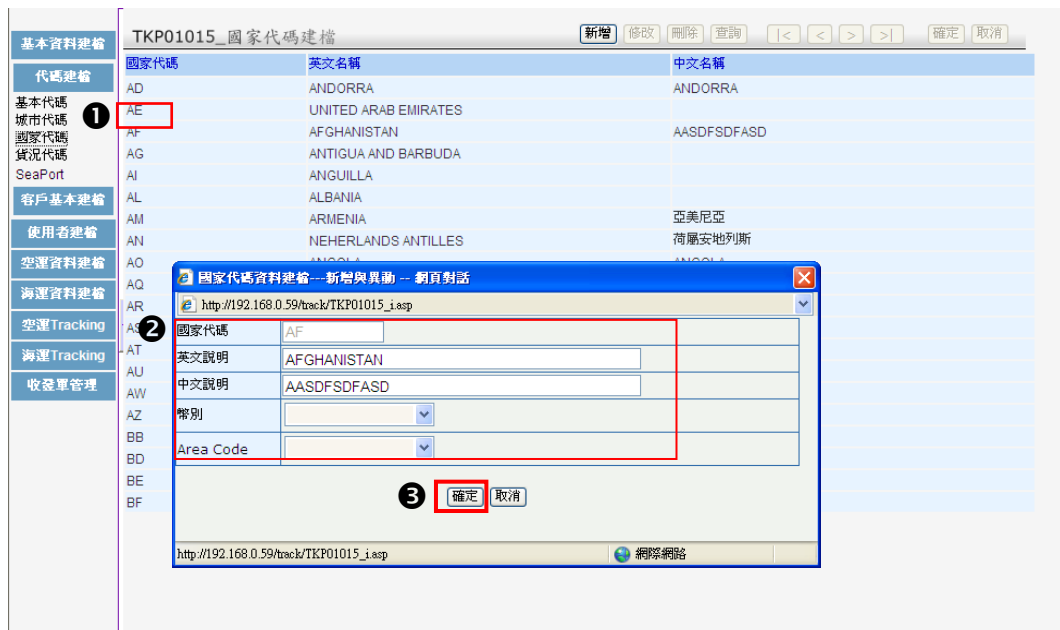 TKP01015_國家代碼建檔
新增 修改 刪除 查詢 |< < > >| 確定 取消
基本資料建檔
代碼建檔
基本代碼
城市代碼
國家代碼
貨況代碼
SeaPort
客戶基本建檔
使用者建檔
空運資料建檔
海運資料建檔
空運Tracking
海運Tracking
收發單管理
國家代碼 英文名稱 中文名稱
AD ANDORRA ANDORRA
❶ AE UNITED ARAB EMIRATES
AF AFGHANISTAN AASDFSDFASD
AG ANTIGUA AND BARBUDA
AI ANGUILLA
AL ALBANIA
AM ARMENIA 亞美尼亞
AN NEHERLANDS ANTILLES 荷屬安地列斯
AO ANGOLA ANGOLA
AQ
AR
AS
AT
AU
AW
AZ
BB
BD
BE
BF
國家代碼資料建檔---新增與異動 -- 網頁對話
http://192.168.0.59/track/TKP01015_i.asp
❷ 國家代碼 AF
英文說明 AFGHANISTAN
中文說明 AASDFSDFASD
幣別
Area Code
❸ 確定 取消
http://192.168.0.59/track/TKP01015_i.asp 網際網路